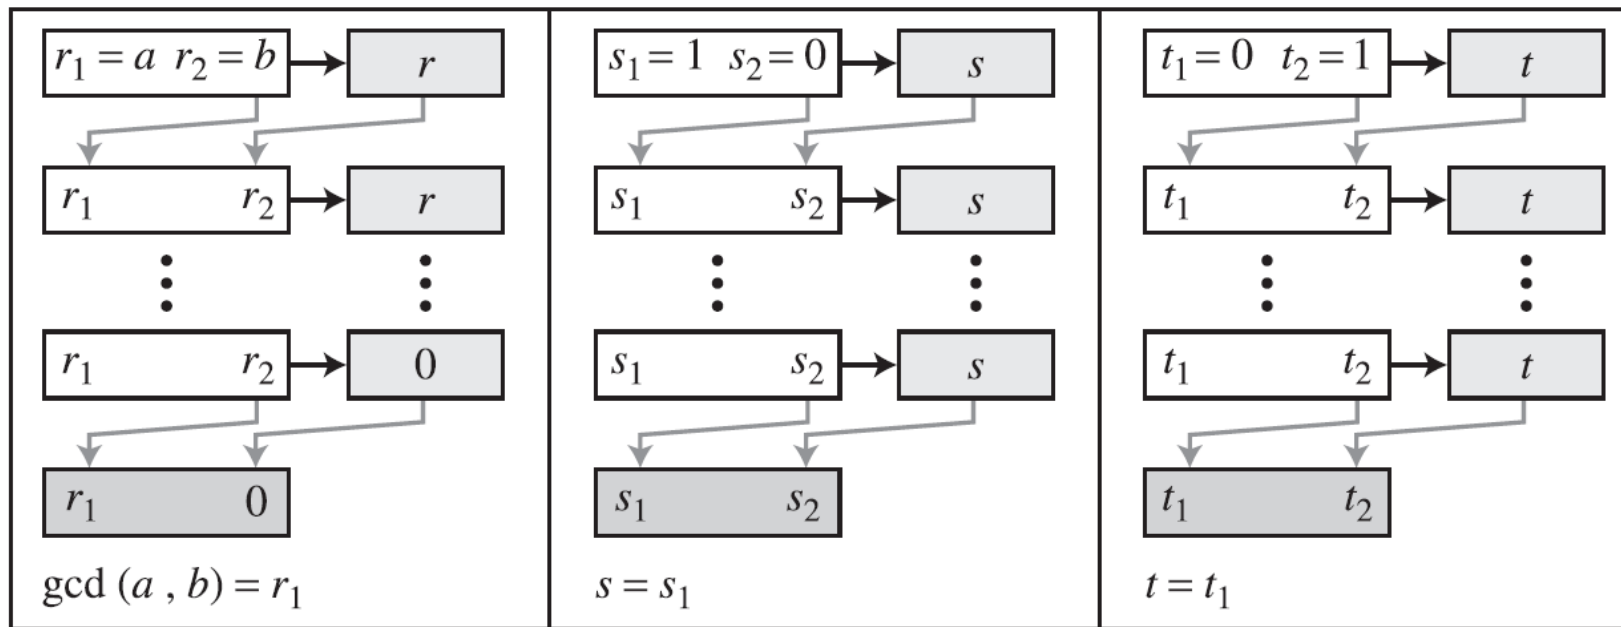 r₁ = a r₂ = b r
r₁ r₂ r
r₁ r₂ 0
r₁ 0
gcd (a , b) = r₁
s₁ = 1 s₂ = 0 s
s₁ s₂ s
s₁ s₂ s
s₁ s₂
s = s₁
t₁ = 0 t₂ = 1 t
t₁ t₂ t
t₁ t₂ t
t₁ t₂
t = t₁